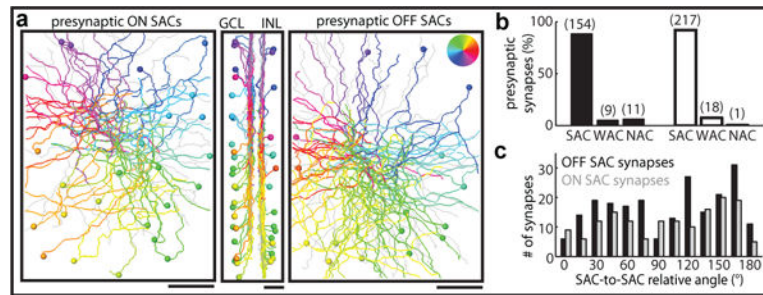 a
presynaptic ON SACs
GCL
INL
presynaptic OFF SACs
b
presynaptic
synapses (%)
100
50
0
(154)
(9)
(11)
(217)
(18)
(1)
SAC WAC NAC
SAC WAC NAC
c
OFF SAC synapses
ON SAC synapses
# of synapses
30
20
10
0
0 30 60 90 120 150 180
SAC-to-SAC relative angle (°)